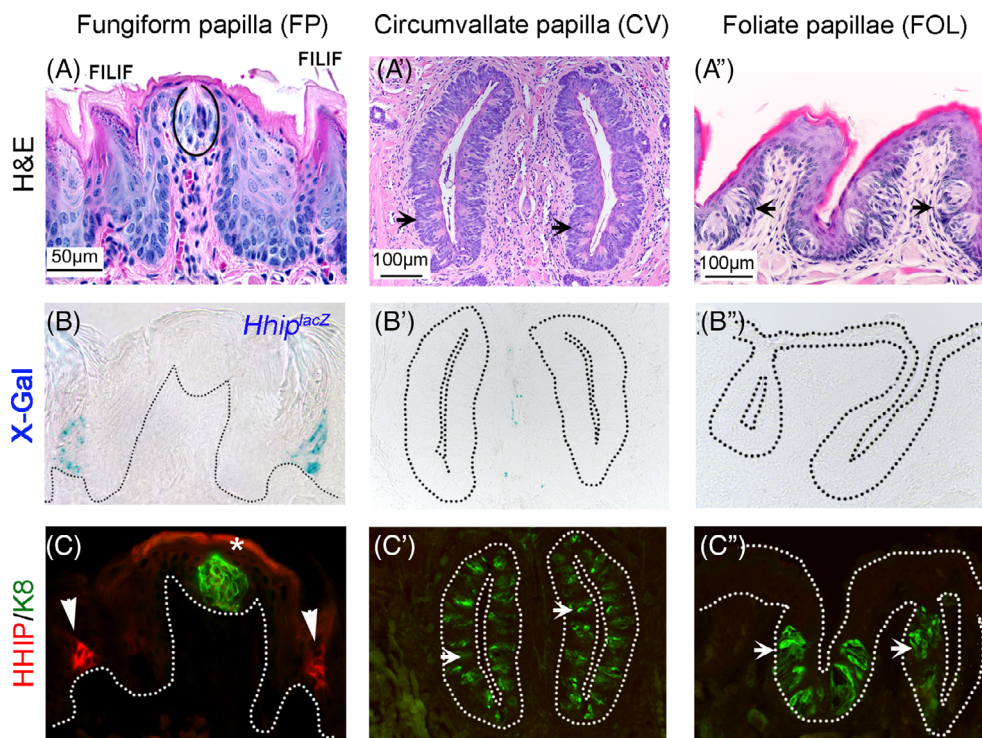 Fungiform papilla (FP)
Circumvallate papilla (CV)
Foliate papillae (FOL)
H&E
(A)
FILIF
FILIF
50µm
(A')
100µm
(A")
100µm
X-Gal
(B)
Hhip^lacZ
(B')
(B")
HHIP/K8
(C)
*
(C')
(C")